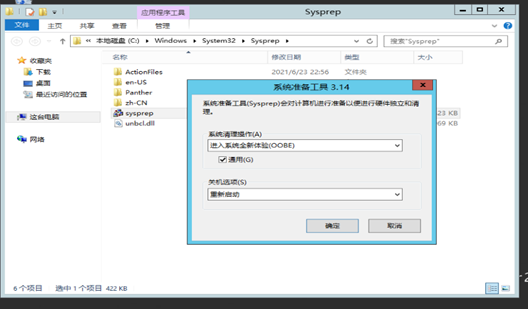 应用程序工具
Sysprep
文件
主页
共享
查看
管理
本地磁盘 (C:) Windows System32 Sysprep
搜索"Sysprep"
收藏夹
下载
桌面
最近访问的位置
这台电脑
网络
名称
修改日期
类型
大小
ActionFiles
2021/6/23 22:56
文件夹
en-US
Panther
zh-CN
sysprep
23 KB
unbcl.dll
69 KB
系统准备工具 3.14
系统准备工具(Sysprep)会对计算机进行准备以便进行硬件独立和清
理。
系统清理操作(A)
进入系统全新体验(OOBE)
通用(G)
关机选项(S)
重新启动
确定
取消
6 个项目
选中 1 个项目 422 KB